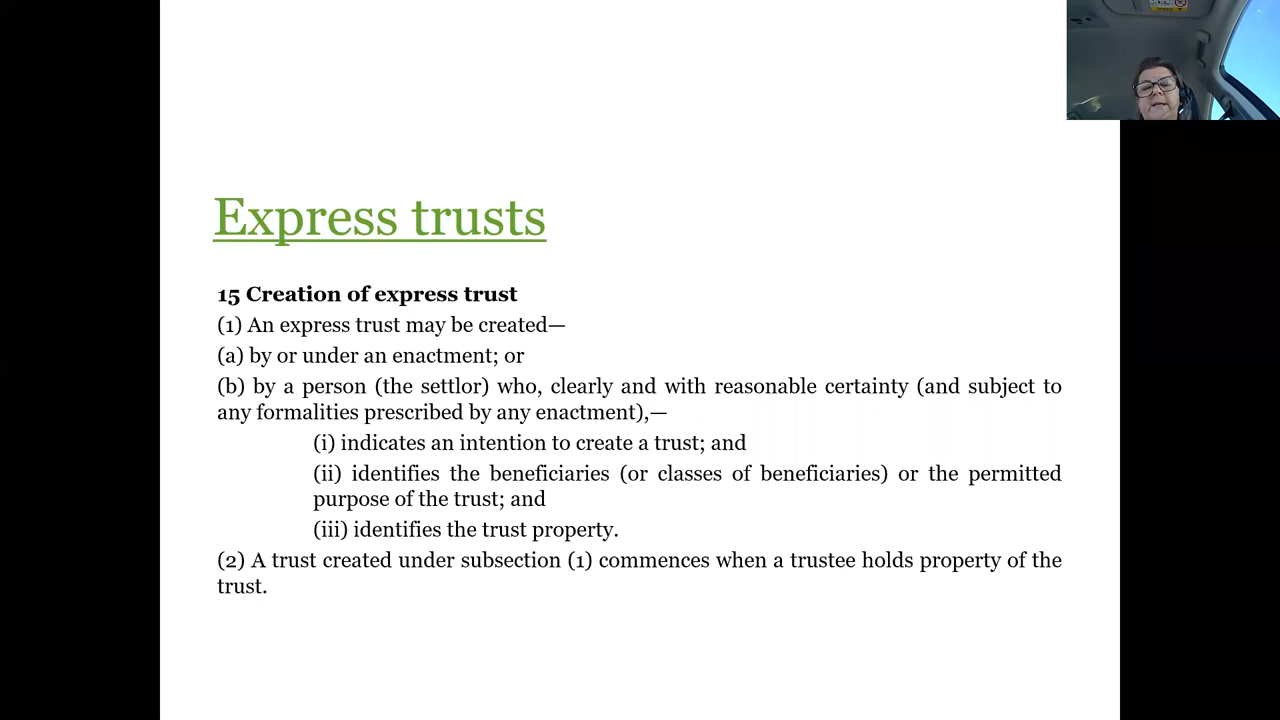 Express trusts
15 Creation of express trust
(1) An express trust may be created—
(a) by or under an enactment; or
(b) by a person (the settlor) who, clearly and with reasonable certainty (and subject to
any formalities prescribed by any enactment),—
(i) indicates an intention to create a trust; and
(ii) identifies the beneficiaries (or classes of beneficiaries) or the permitted
purpose of the trust; and
(iii) identifies the trust property.
(2) A trust created under subsection (1) commences when a trustee holds property of the
trust.